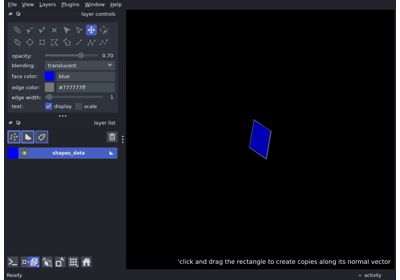 File View Layers Plugins Window Help
layer controls
opacity: 0.70
blending: translucent
face color: blue
edge color: #777777ff
edge width: 1
text: display scale
layer list
shapes_data
'click and drag the rectangle to create copies along its normal vector
Ready activity